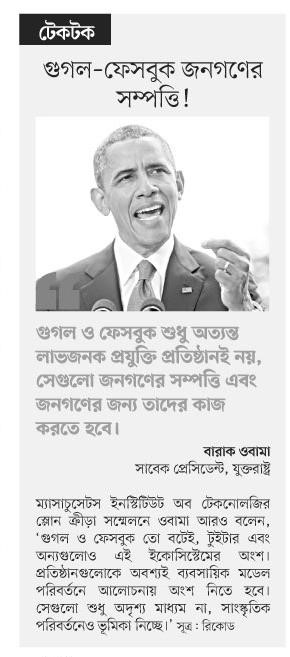 টেকটক
গুগল-ফেসবুক জনগণের
সম্পত্তি!
গুগল ও ফেসবুক শুধু অত্যন্ত
লাভজনক প্রযুক্তি প্রতিষ্ঠানই নয়,
সেগুলো জনগণের সম্পত্তি এবং
জনগণের জন্য তাদের কাজ
করতে হবে।
বারাক ওবামা
সাবেক প্রেসিডেন্ট, যুক্তরাষ্ট্র
ম্যাসাচুসেটস ইনস্টিটিউট অব টেকনোলজির
স্লোন ক্রীড়া সম্মেলনে ওবামা আরও বলেন,
‘গুগল ও ফেসবুক তো বটেই, টুইটার এবং
অন্যগুলোও এই ইকোসিস্টেমের অংশ।
প্রতিষ্ঠানগুলোকে অবশ্যই ব্যবসায়িক মডেল
পরিবর্তনে আলোচনায় অংশ নিতে হবে।
সেগুলো শুধু অদৃশ্য মাধ্যম না, সাংস্কৃতিক
পরিবর্তনেও ভূমিকা নিচ্ছে।’ সূত্র : রিকোড